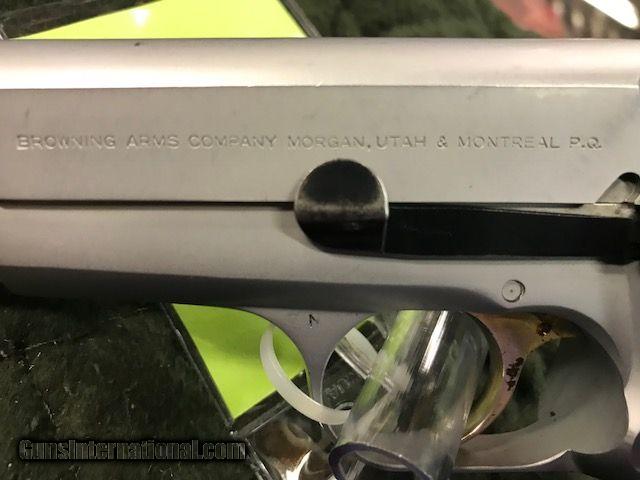 BROWNING ARMS COMPANY MORGAN, UTAH & MONTREAL P.Q.
GunsInternational.com